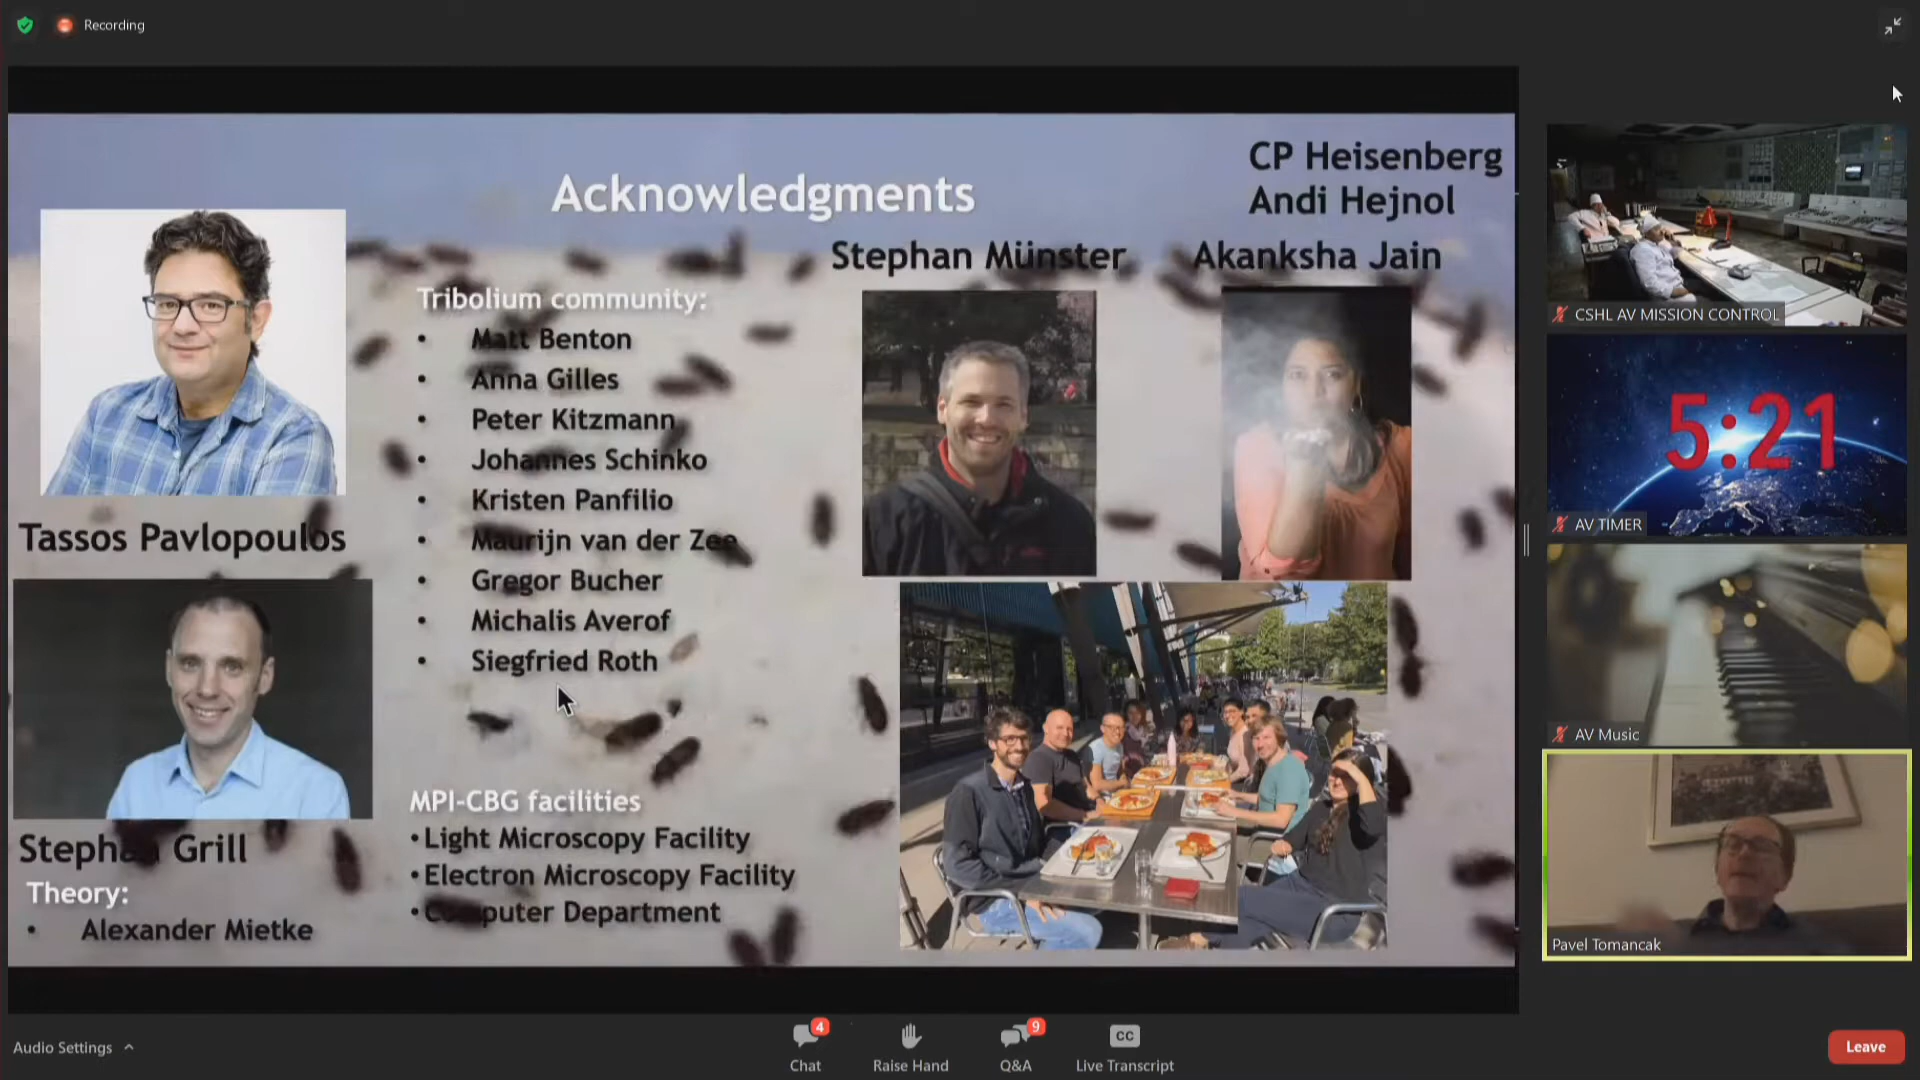 Recording
Acknowledgments
CP Heisenberg
Andi Hejnol
Stephan Münster
Akanksha Jain
Tribolium community:
• Matt Benton
• Anna Gilles
• Peter Kitzmann
• Johannes Schinko
• Kristen Panfilio
• Maurijn van der Zee
• Gregor Bucher
• Michalis Averof
• Siegfried Roth
Tassos Pavlopoulos
Stephan Grill
Theory:
• Alexander Mietke
MPI-CBG facilities
•Light Microscopy Facility
•Electron Microscopy Facility
•Computer Department
CSHL AV MISSION CONTROL
5:21
AV TIMER
AV Music
Pavel Tomancak
Audio Settings
4
Chat
Raise Hand
9
Q&A
CC
Live Transcript
Leave